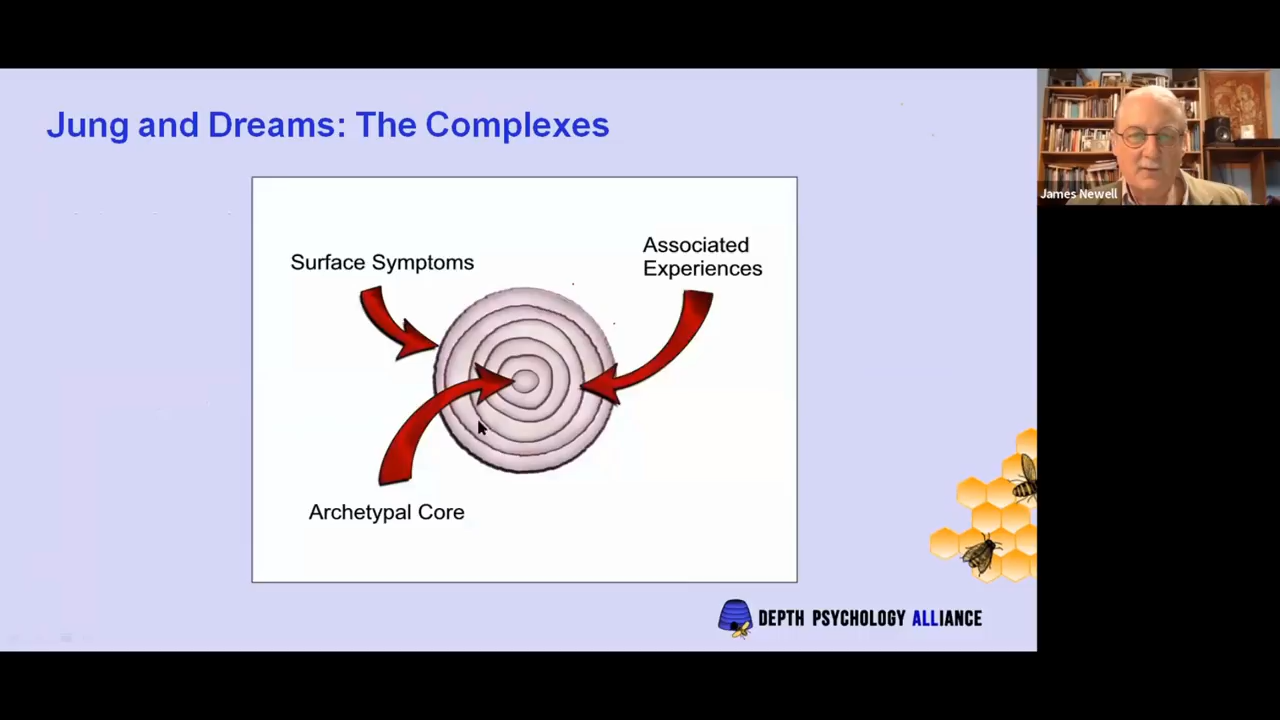 Jung and Dreams: The Complexes
James Newell
Surface Symptoms
Associated
Experiences
Archetypal Core
DEPTH PSYCHOLOGY ALLIANCE